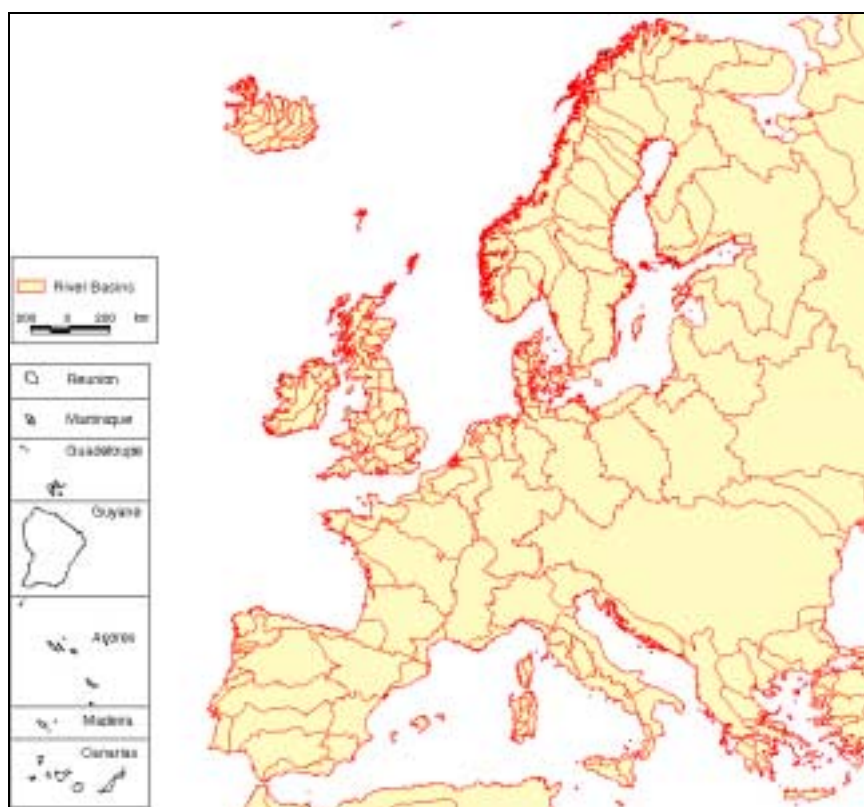 River Basins
200 0 200 km
Reunion
Martinique
Guadeloupe
Guyane
Açores
Madeira
Canarias